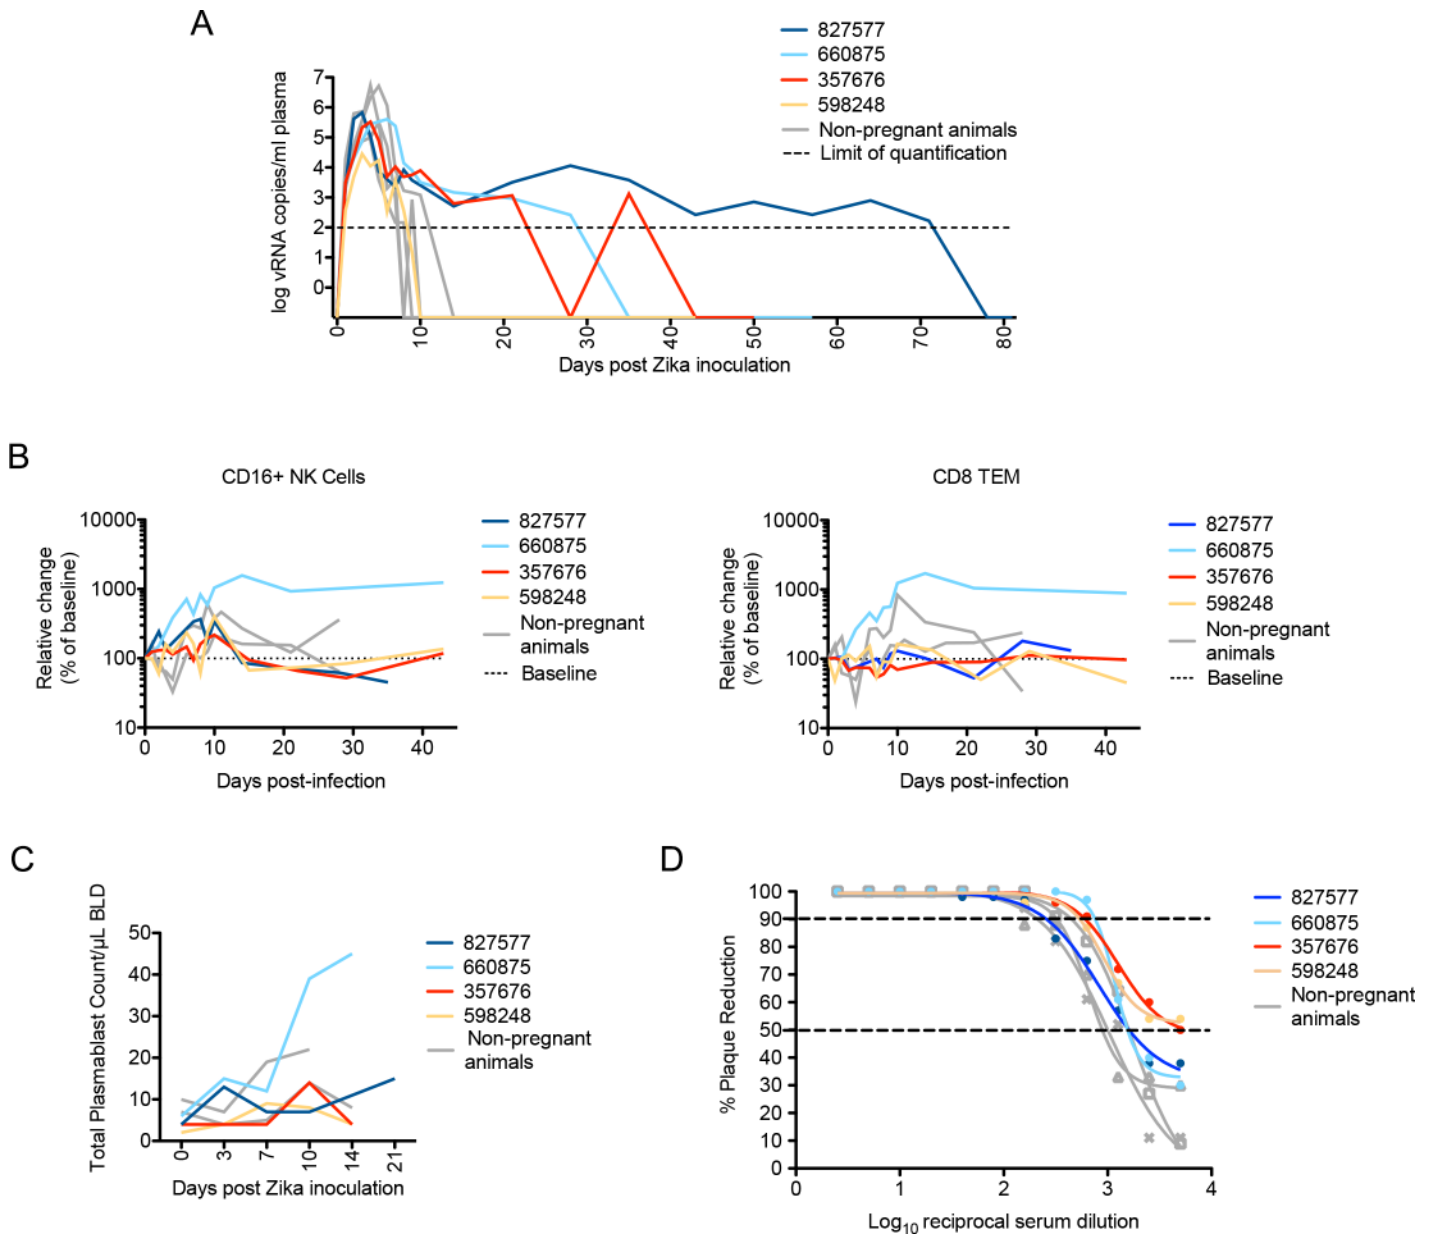 A
827577
660875
357676
598248
Non-pregnant animals
Limit of quantification
log vRNA copies/ml plasma
7
6
5
4
3
2
1
0
0
10
20
30
40
50
60
70
80
Days post Zika inoculation
B
CD16+ NK Cells
Relative change
(% of baseline)
10000
1000
100
10
0
10
20
30
40
Days post-infection
827577
660875
357676
598248
Non-pregnant
animals
Baseline
CD8 TEM
Relative change
(% of baseline)
10000
1000
100
10
0
10
20
30
40
Days post-infection
827577
660875
357676
598248
Non-pregnant
animals
Baseline
C
Total Plasmablast Count/µL BLD
50
40
30
20
10
0
0
3
7
10
14
21
Days post Zika inoculation
827577
660875
357676
598248
Non-pregnant
animals
D
% Plaque Reduction
100
90
80
70
60
50
40
30
20
10
0
0
1
2
3
4
Log10 reciprocal serum dilution
827577
660875
357676
598248
Non-pregnant
animals